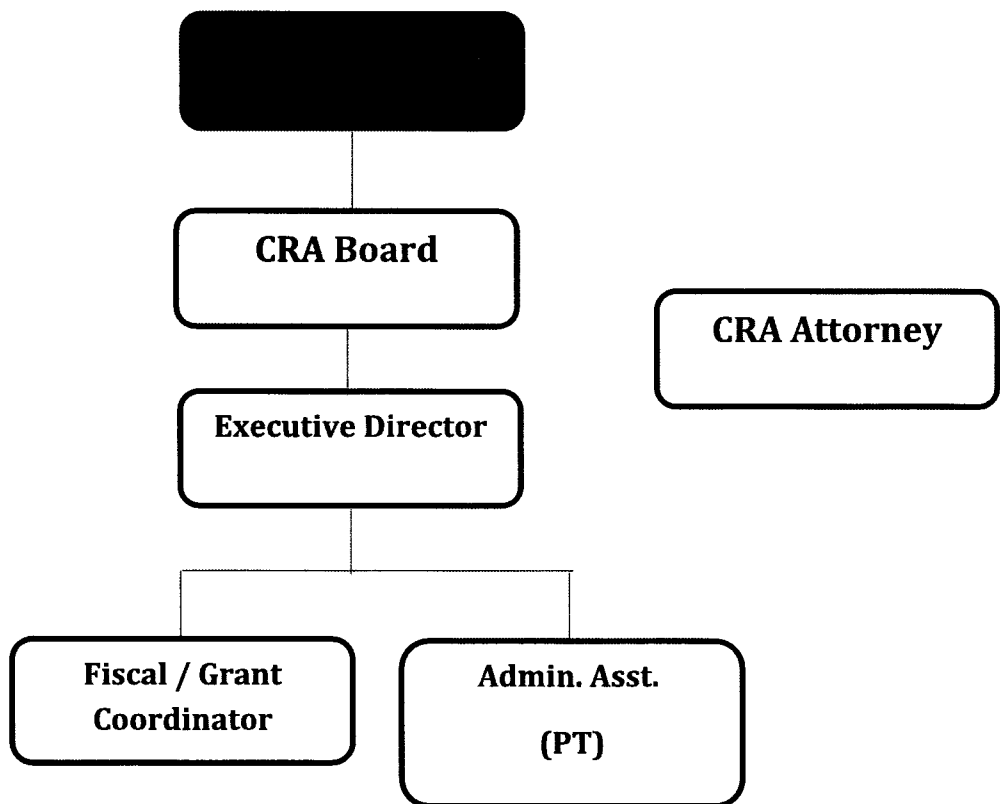 CRA Board
CRA Attorney
Executive Director
Fiscal / Grant
Coordinator
Admin. Asst.
(PT)